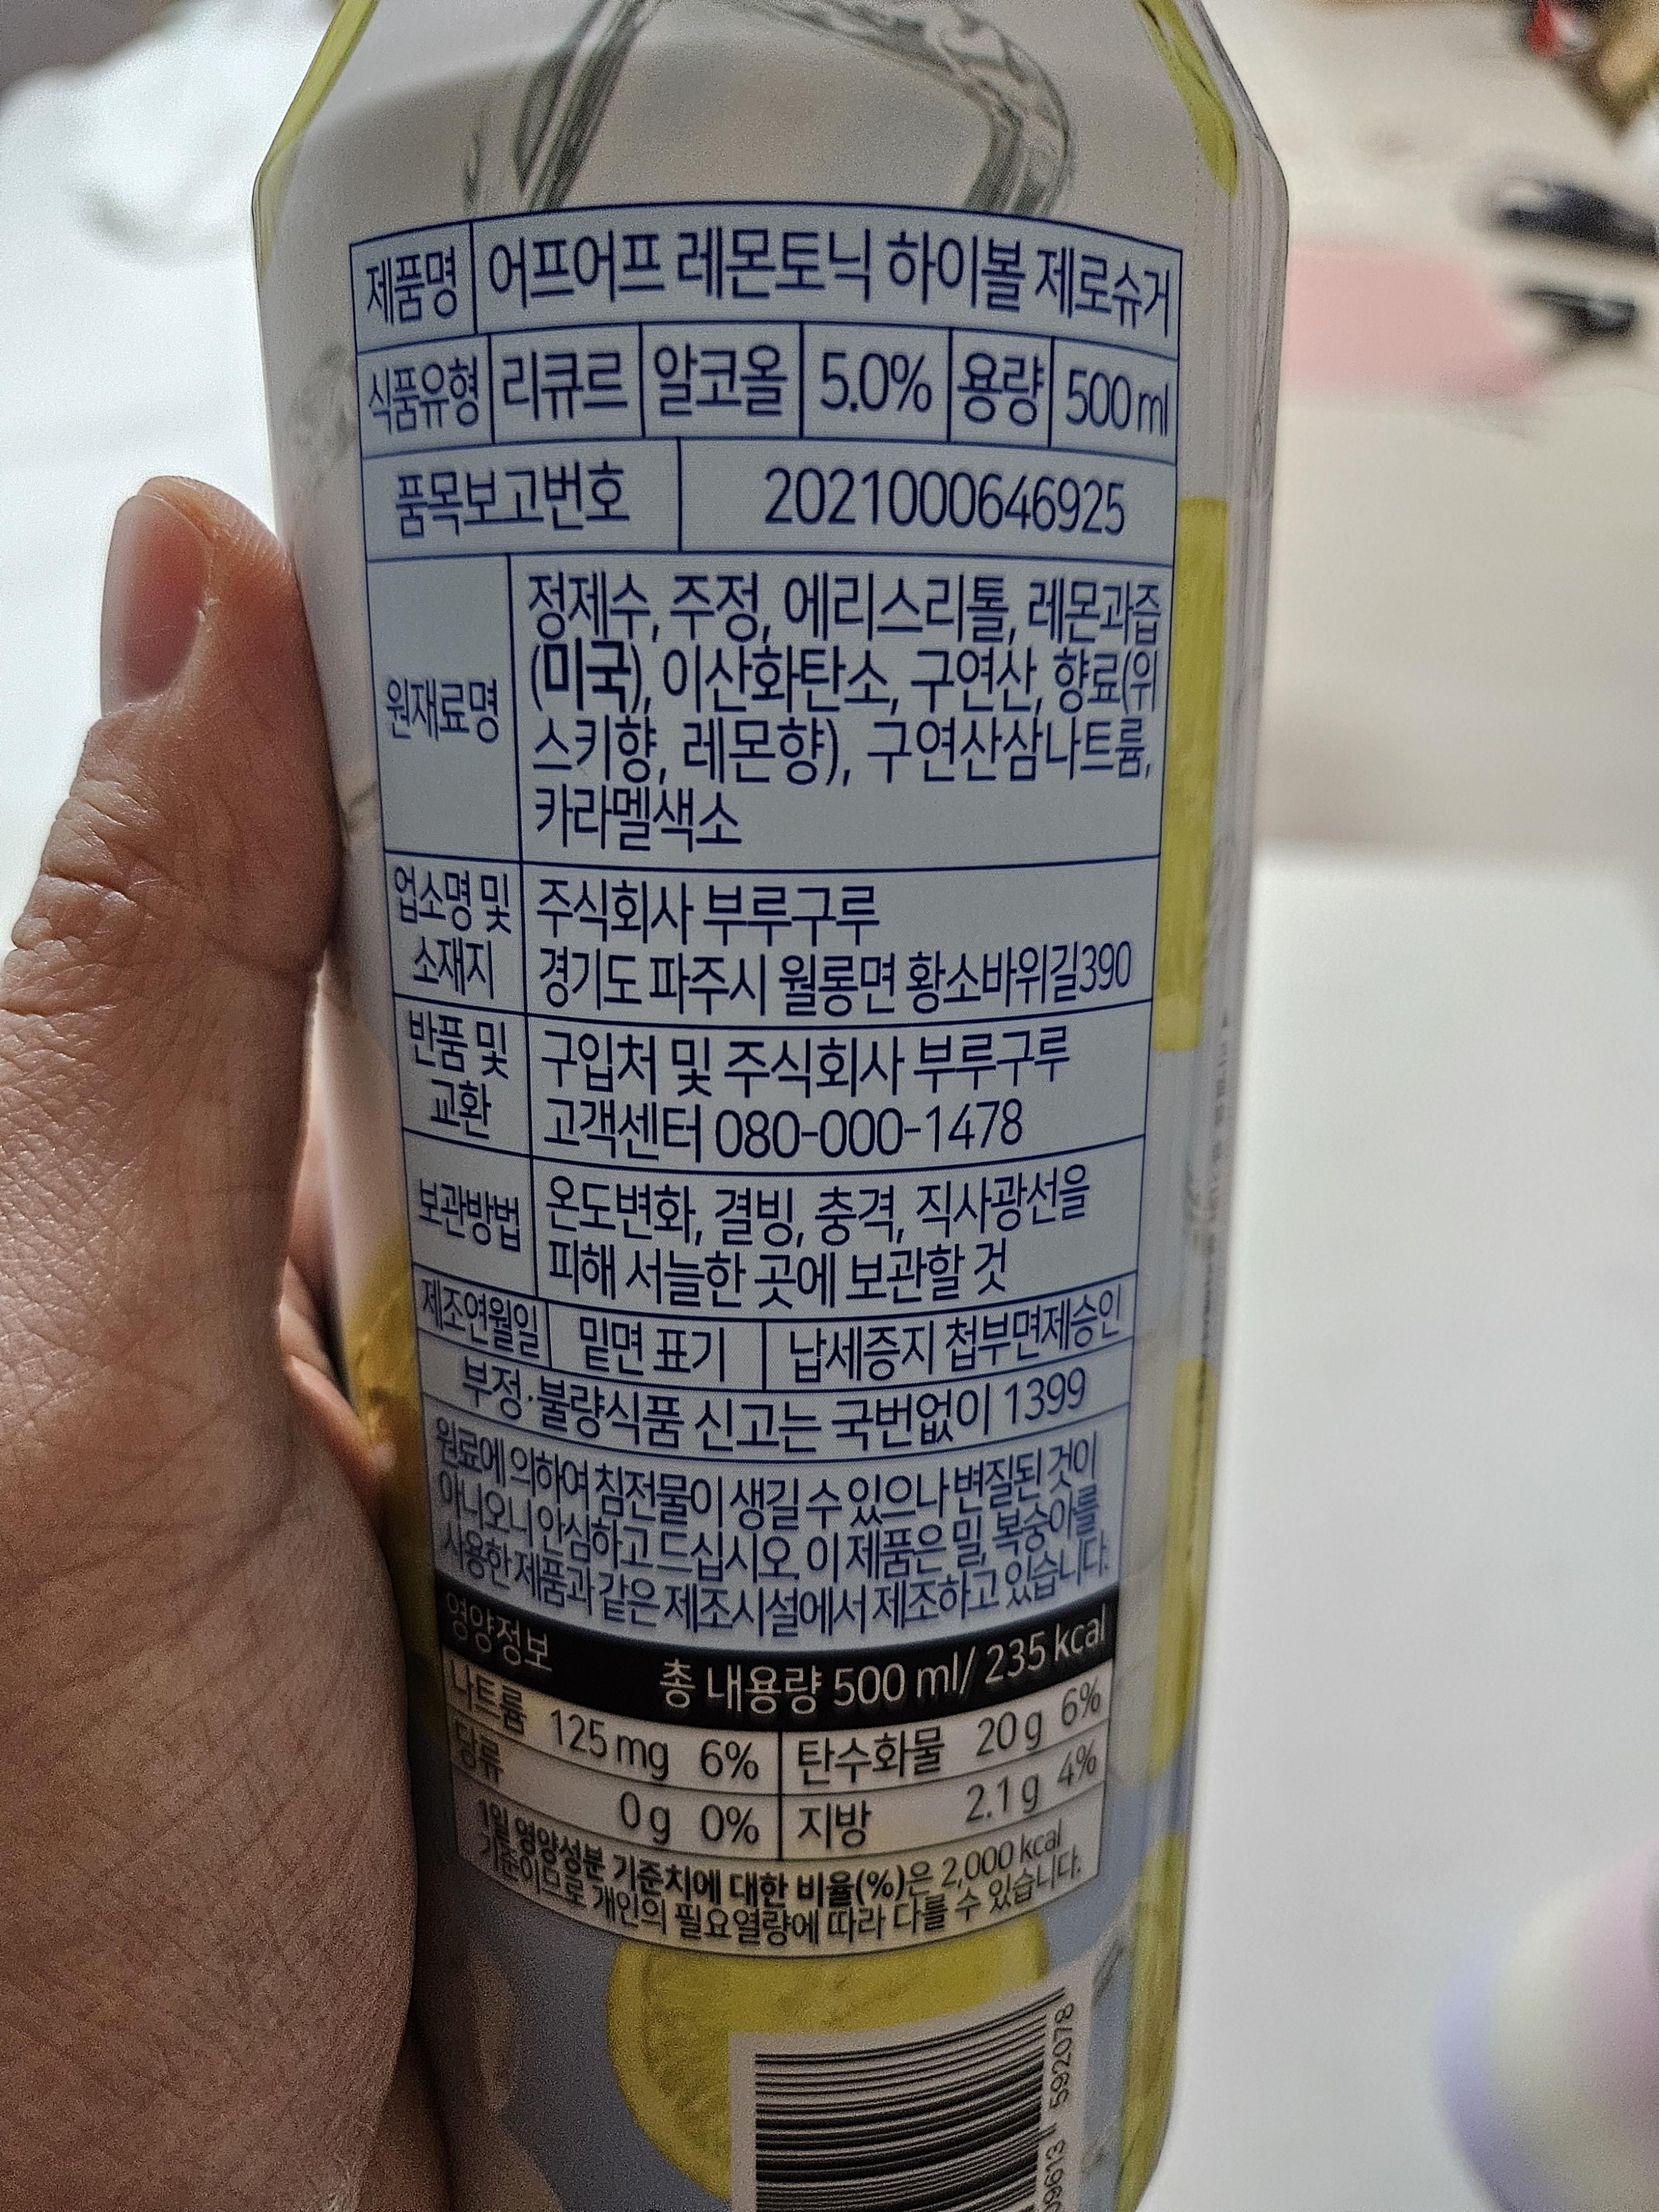 제품명 어프어프 레몬토닉 하이볼 제로슈거
식품유형 리큐르 알코올 5.0% 용량 500 ml
품목보고번호 2021000646925
원재료명
정제수, 주정, 에리스리톨, 레몬과즙
(미국), 이산화탄소, 구연산, 향료(위
스키향, 레몬향), 구연산삼나트륨,
카라멜색소
업소명 및
소재지
주식회사 부루구루
경기도 파주시 월롱면 황소바위길390
반품 및
교환
구입처 및 주식회사 부루구루
고객센터 080-000-1478
보관방법
온도변화, 결빙, 충격, 직사광선을
피해 서늘한 곳에 보관할 것
제조연월일 밑면 표기 납세증지 첩부면제승인
부정·불량식품 신고는 국번없이 1399
원료에 의하여 침전물이 생길 수 있으나 변질된 것이
아니오니 안심하고 드십시오. 이 제품은 밀, 복숭아를
사용한 제품과 같은 제조시설에서 제조하고 있습니다.
영양정보 총 내용량 500 ml/ 235 kcal
나트륨 125 mg 6% 탄수화물 20 g 6%
당류 0 g 0% 지방 2.1 g 4%
1일 영양성분 기준치에 대한 비율(%)은 2,000 kcal
기준이므로 개인의 필요열량에 따라 다를 수 있습니다.
09613 592078